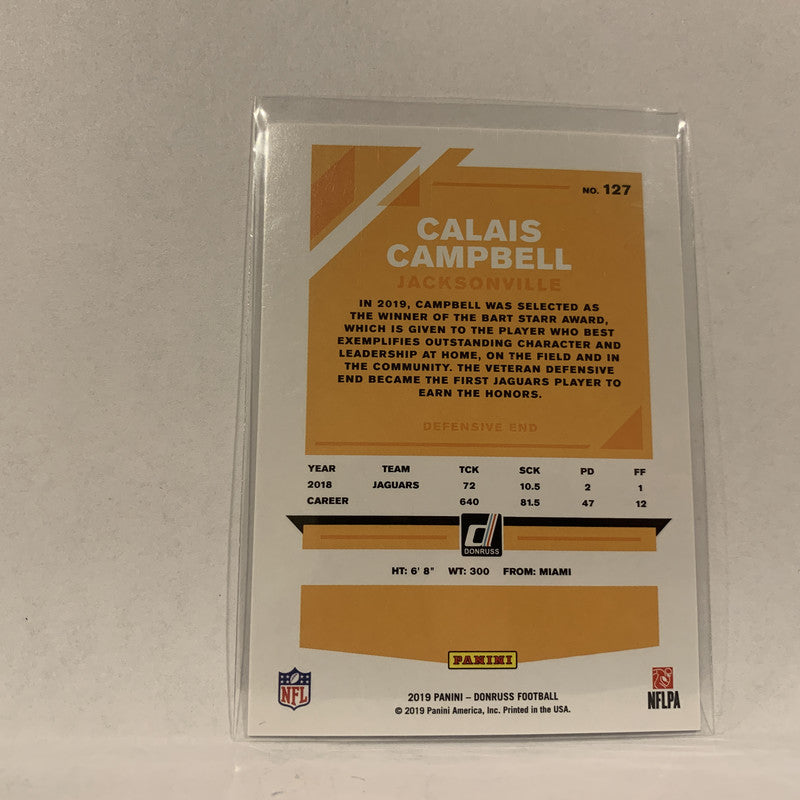 NO. 127
CALAIS
CAMPBELL
JACKSONVILLE
IN 2019, CAMPBELL WAS SELECTED AS
THE WINNER OF THE BART STARR AWARD,
WHICH IS GIVEN TO THE PLAYER WHO BEST
EXEMPLIFIES OUTSTANDING CHARACTER AND
LEADERSHIP AT HOME, ON THE FIELD AND IN
THE COMMUNITY. THE VETERAN DEFENSIVE
END BECAME THE FIRST JAGUARS PLAYER TO
EARN THE HONORS.
DEFENSIVE END
YEAR TEAM TCK SCK PD FF
2018 JAGUARS 72 10.5 2 1
CAREER 640 81.5 47 12
d
DONRUSS
HT: 6' 8" WT: 300 FROM: MIAMI
PANINI
NFL
2019 PANINI – DONRUSS FOOTBALL
© 2019 Panini America, Inc. Printed in the USA.
NFLPA